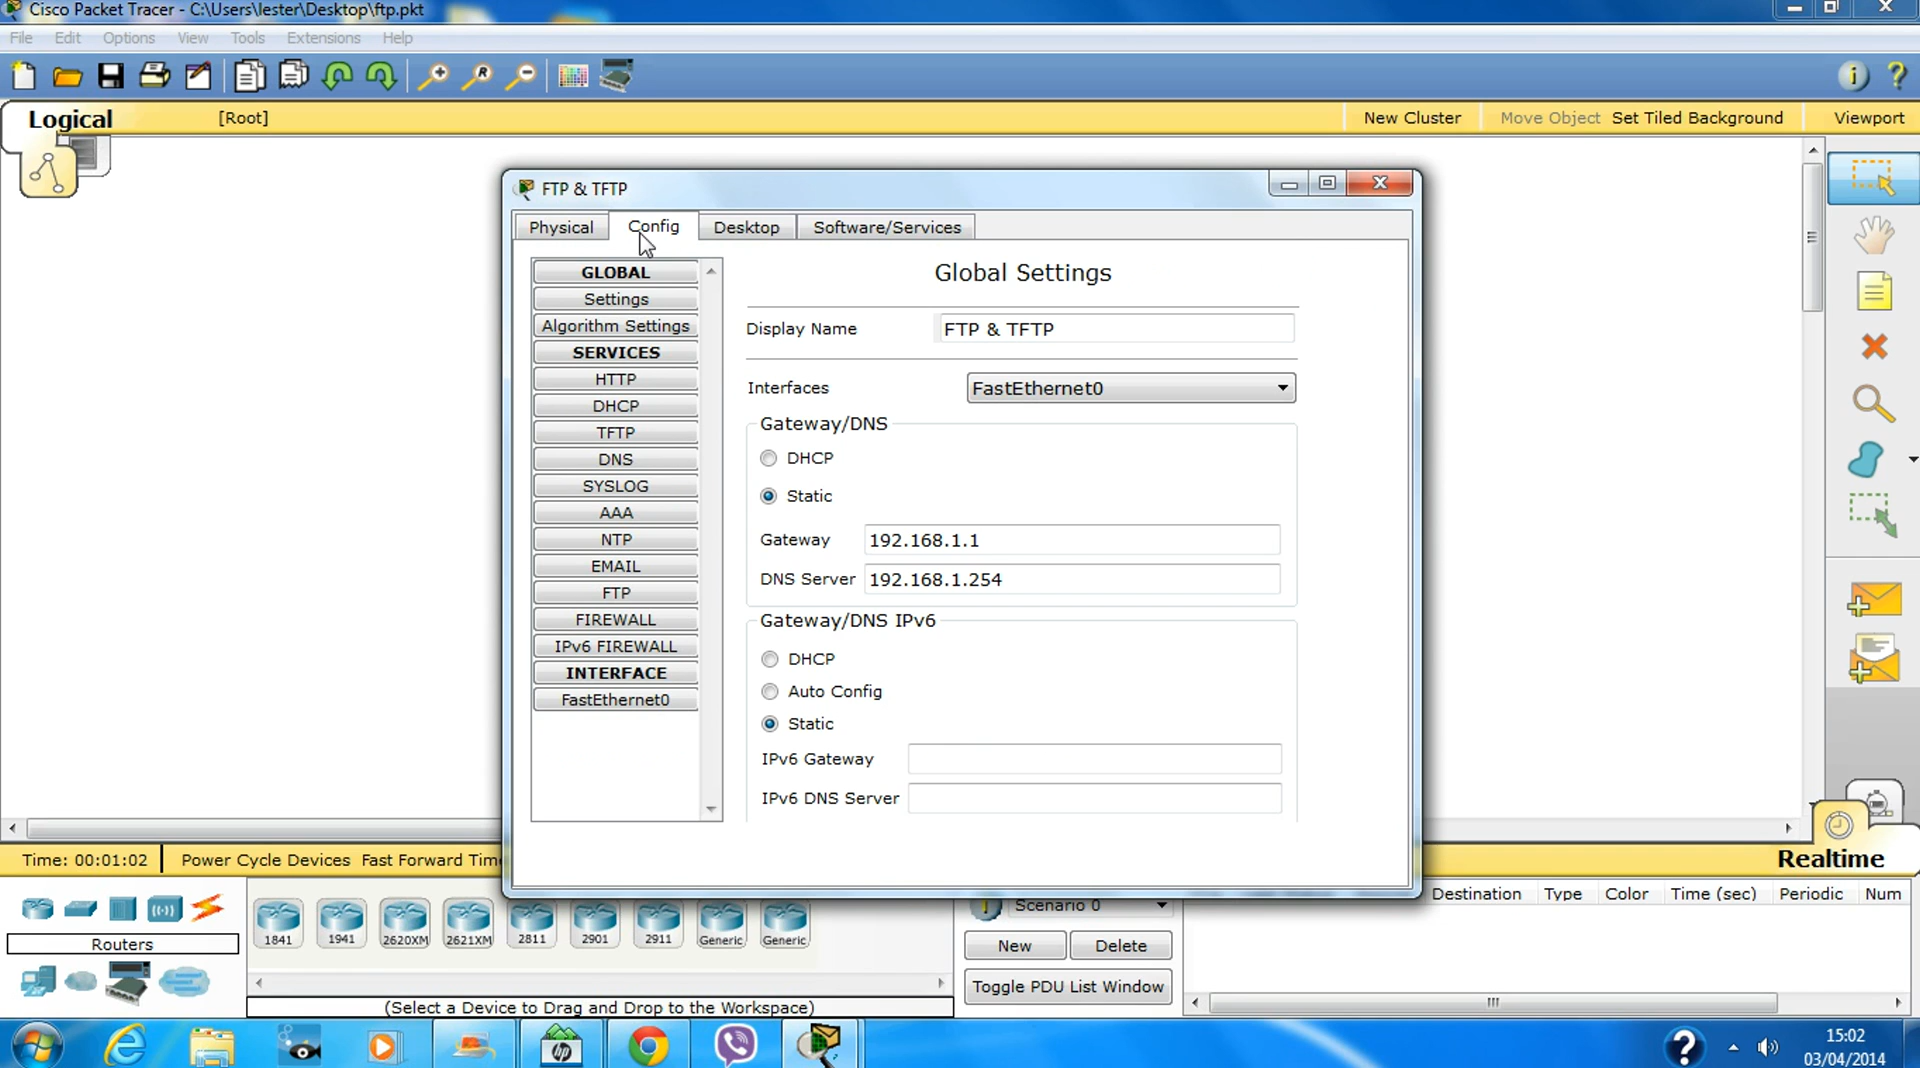 Cisco Packet Tracer - C:\Users\lester\Desktop\ftp.pkt
File Edit Options View Tools Extensions Help
Logical [Root] New Cluster Move Object Set Tiled Background Viewport
FTP & TFTP
Physical Config Desktop Software/Services
GLOBAL
Settings
Algorithm Settings
SERVICES
HTTP
DHCP
TFTP
DNS
SYSLOG
AAA
NTP
EMAIL
FTP
FIREWALL
IPv6 FIREWALL
INTERFACE
FastEthernet0
Global Settings
Display Name FTP & TFTP
Interfaces FastEthernet0
Gateway/DNS
DHCP
Static
Gateway 192.168.1.1
DNS Server 192.168.1.254
Gateway/DNS IPv6
DHCP
Auto Config
Static
IPv6 Gateway
IPv6 DNS Server
Time: 00:01:02 Power Cycle Devices Fast Forward Time
Realtime
Routers
1841 1941 2620XM 2621XM 2811 2901 2911 Generic Generic
(Select a Device to Drag and Drop to the Workspace)
Scenario 0
New Delete
Toggle PDU List Window
Destination Type Color Time (sec) Periodic Num
15:02
03/04/2014